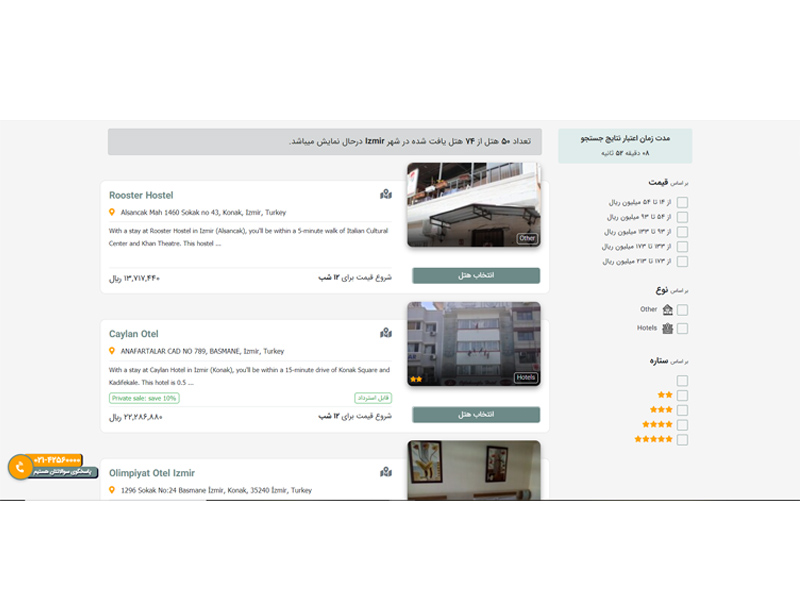 مدت زمان اعتبار نتایج جستجو
۰۸ دقیقه ۵۲ ثانیه
تعداد ۵۰ هتل از ۷۴ هتل یافت شده در شهر Izmir درحال نمایش میباشد.
بر اساس قیمت
از ۱۴ تا ۵۴ میلیون ریال
از ۵۴ تا ۹۳ میلیون ریال
از ۹۳ تا ۱۳۳ میلیون ریال
از ۱۳۳ تا ۱۷۳ میلیون ریال
از ۱۷۳ تا ۲۱۳ میلیون ریال
بر اساس نوع
Other
Hotels
بر اساس ستاره
Rooster Hostel
Alsancak Mah 1460 Sokak no 43, Konak, Izmir, Turkey
With a stay at Rooster Hostel in Izmir (Alsancak), you'll be within a 5-minute walk of Italian Cultural
Center and Khan Theatre. This hostel ...
Other
انتخاب هتل
شروع قیمت برای ۱۲ شب
۱۳,۷۱۷,۴۴۰ ریال
Caylan Otel
ANAFARTALAR CAD NO 789, BASMANE, Izmir, Turkey
With a stay at Caylan Hotel in Izmir (Konak), you'll be within a 15-minute drive of Konak Square and
Kadifekale. This hotel is 0.5 ...
Private sale: save 10%
قابل استرداد
Hotels
انتخاب هتل
شروع قیمت برای ۱۲ شب
۲۲,۲۸۶,۸۸۰ ریال
Olimpiyat Otel Izmir
1296 Sokak No:24 Basmane İzmir, Konak, 35240 İzmir, Turkey
۰۲۱-۴۲۵۶۰۰۰۰
پاسخگوی سوالاتتان هستیم